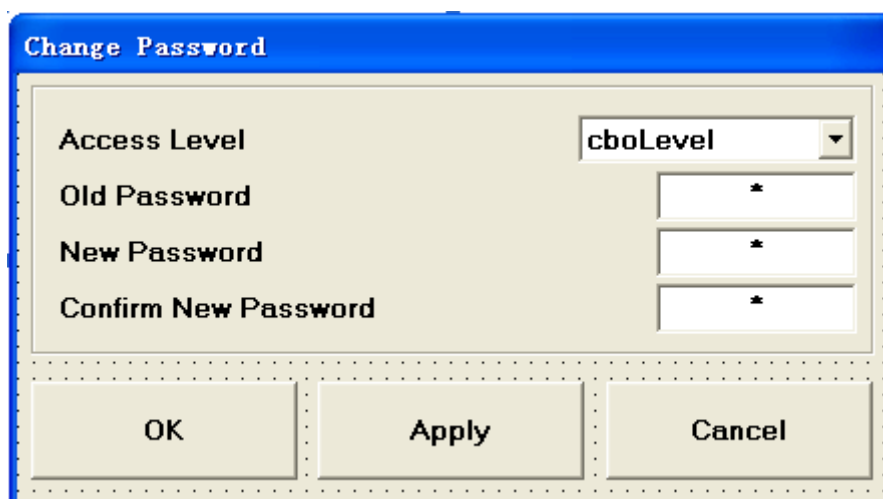 Change Password
Access Level cboLevel
Old Password *
New Password *
Confirm New Password *
OK Apply Cancel